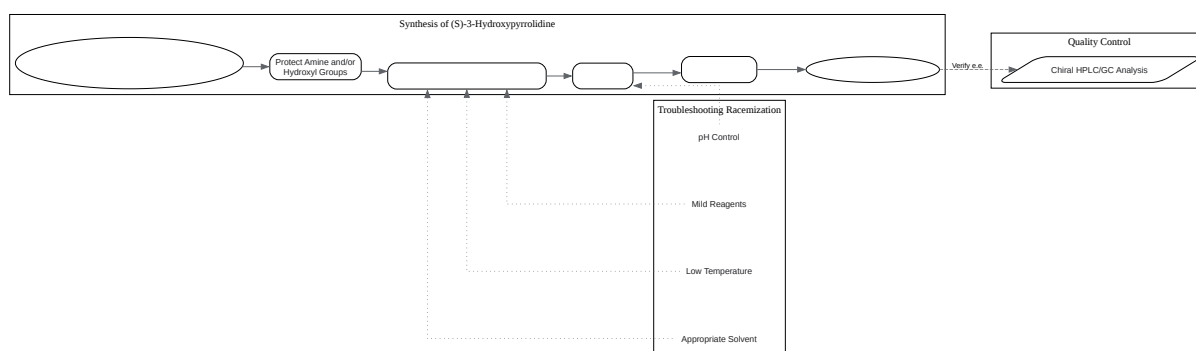 Synthesis of (S)-3-Hydroxypyrrolidine
Protect Amine and/or
Hydroxyl Groups
Verify e.e.
Quality Control
Chiral HPLC/GC Analysis
Troubleshooting Racemization
pH Control
Mild Reagents
Low Temperature
Appropriate Solvent